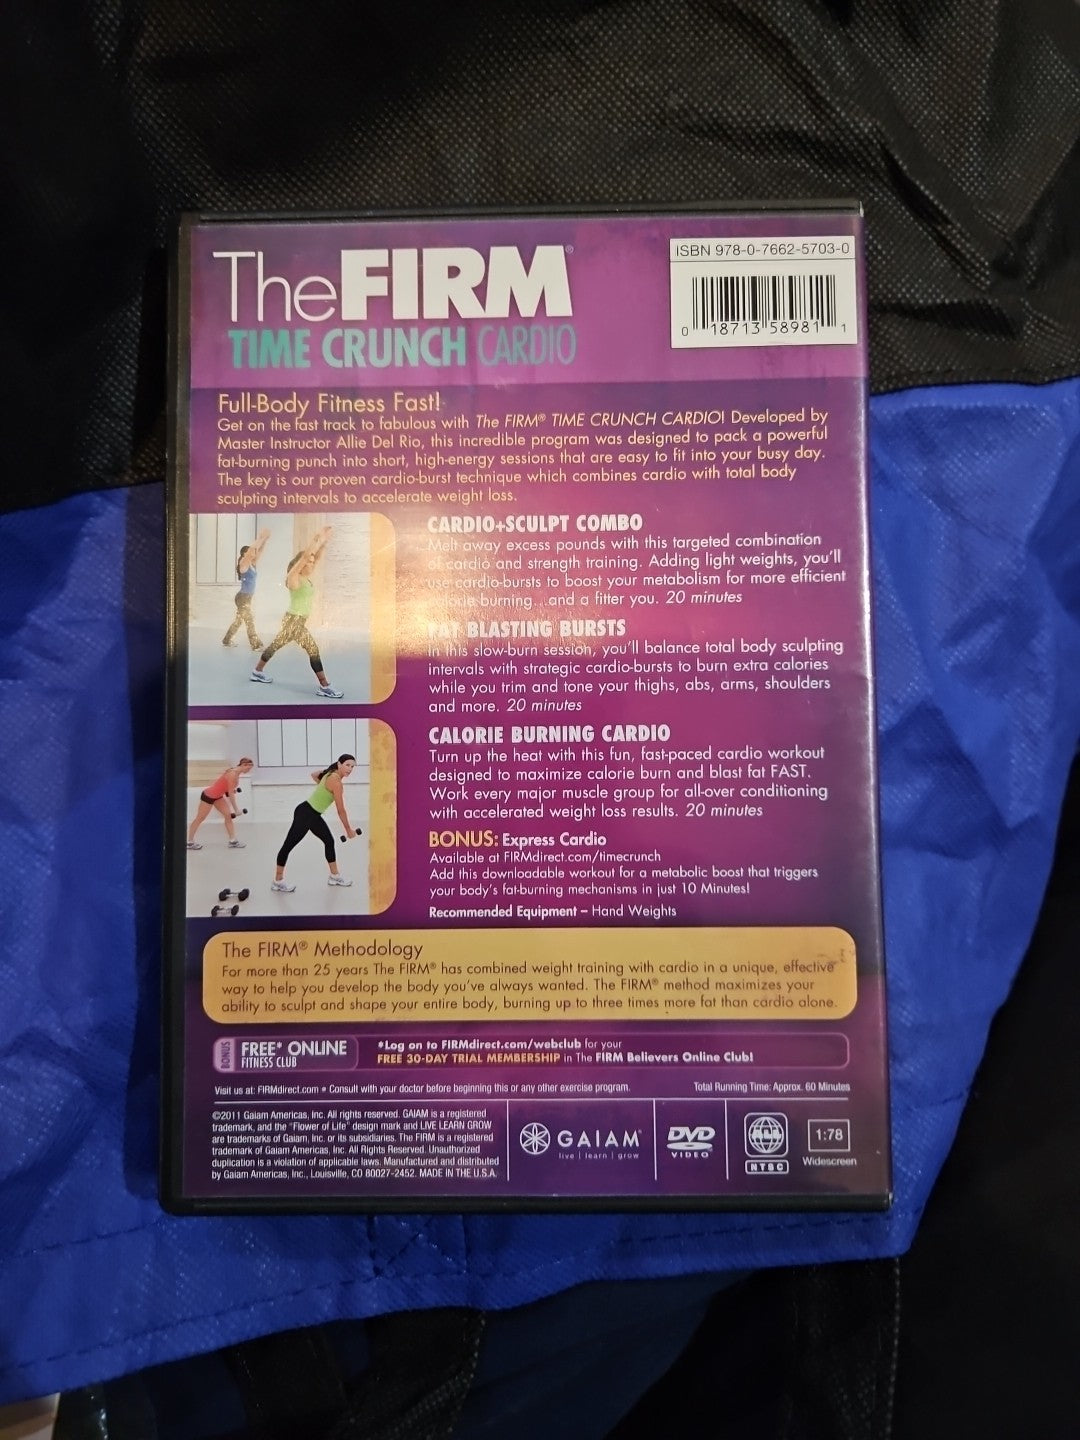 The FIRM®
TIME CRUNCH CARDIO
ISBN 978-0-7662-5703-0
0 18713 58981 1
Full-Body Fitness Fast!
Get on the fast track to fabulous with The FIRM® TIME CRUNCH CARDIO! Developed by
Master Instructor Allie Del Rio, this incredible program was designed to pack a powerful
fat-burning punch into short, high-energy sessions that are easy to fit into your busy day.
The key is our proven cardio-burst technique which combines cardio with total body
sculpting intervals to accelerate weight loss.
CARDIO+SCULPT COMBO
Melt away excess pounds with this targeted combination
of cardio and strength training. Adding light weights, you'll
use cardio-bursts to boost your metabolism for more efficient
calorie burning...and a fitter you. 20 minutes
FAT BLASTING BURSTS
In this slow-burn session, you'll balance total body sculpting
intervals with strategic cardio-bursts to burn extra calories
while you trim and tone your thighs, abs, arms, shoulders
and more. 20 minutes
CALORIE BURNING CARDIO
Turn up the heat with this fun, fast-paced cardio workout
designed to maximize calorie burn and blast fat FAST.
Work every major muscle group for all-over conditioning
with accelerated weight loss results. 20 minutes
BONUS: Express Cardio
Available at FIRMdirect.com/timecrunch
Add this downloadable workout for a metabolic boost that triggers
your body's fat-burning mechanisms in just 10 Minutes!
Recommended Equipment – Hand Weights
The FIRM® Methodology
For more than 25 years The FIRM® has combined weight training with cardio in a unique, effective
way to help you develop the body you've always wanted. The FIRM® method maximizes your
ability to sculpt and shape your entire body, burning up to three times more fat than cardio alone.
BONUS
FREE* ONLINE
FITNESS CLUB
*Log on to FIRMdirect.com/webclub for your
FREE 30-DAY TRIAL MEMBERSHIP in The FIRM Believers Online Club!
Visit us at: FIRMdirect.com • Consult with your doctor before beginning this or any other exercise program.
Total Running Time: Approx. 60 Minutes
©2011 Gaiam Americas, Inc. All rights reserved. GAIAM is a registered
trademark, and the "Flower of Life" design mark and LIVE LEARN GROW
are trademarks of Gaiam, Inc. or its subsidiaries. The FIRM is a registered
trademark of Gaiam Americas, Inc. All Rights Reserved. Unauthorized
duplication is a violation of applicable laws. Manufactured and distributed
by Gaiam Americas, Inc., Louisville, CO 80027-2452. MADE IN THE U.S.A.
GAIAM®
live | learn | grow
DVD
VIDEO
ALL
NTSC
1:78
Widescreen